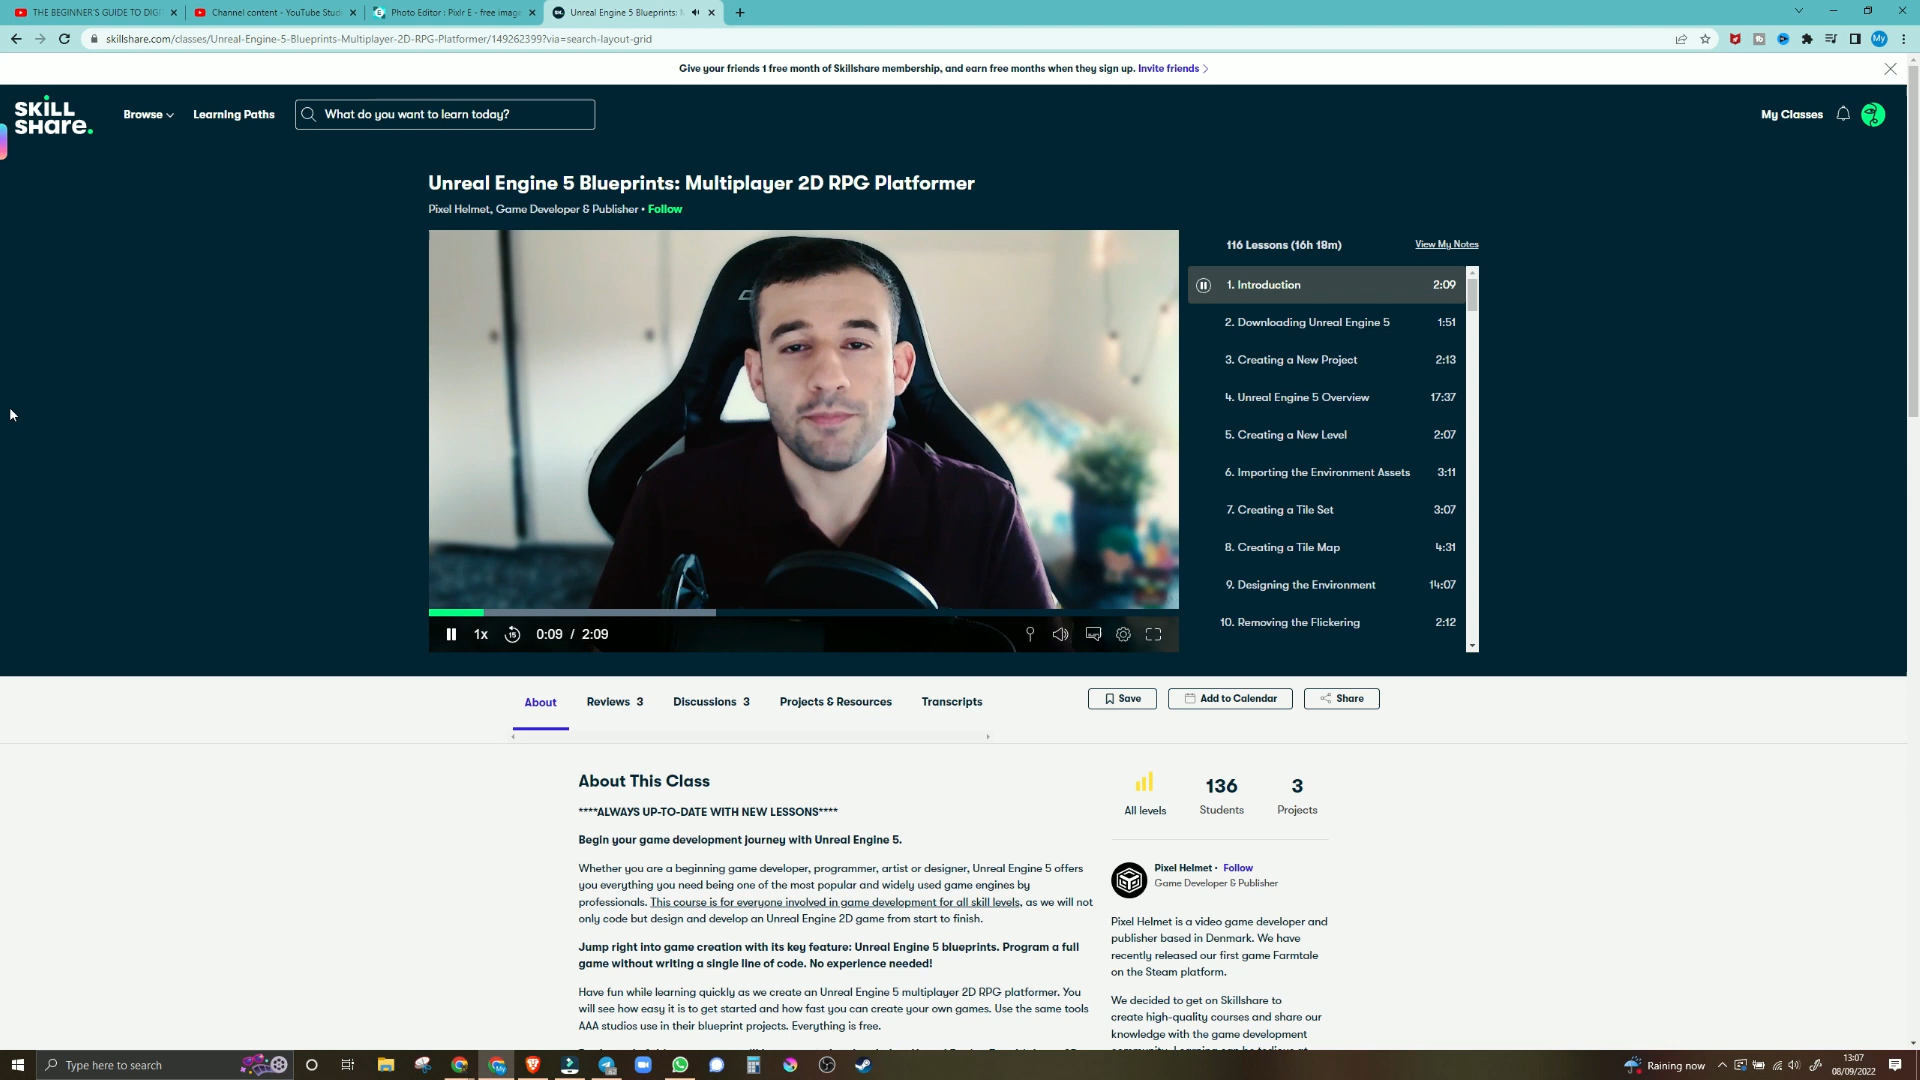 THE BEGINNER'S GUIDE TO DIGI
Channel content - YouTube Studi
Photo Editor : Pixlr E - free image
Unreal Engine 5 Blueprints: M
skillshare.com/classes/Unreal-Engine-5-Blueprints-Multiplayer-2D-RPG-Platformer/149262399?via=search-layout-grid
My
Give your friends 1 free month of Skillshare membership, and earn free months when they sign up. Invite friends
SKILL
SHare.
Browse
Learning Paths
What do you want to learn today?
My Classes
Unreal Engine 5 Blueprints: Multiplayer 2D RPG Platformer
Pixel Helmet, Game Developer & Publisher • Follow
116 Lessons (16h 18m)
View My Notes
1. Introduction 2:09
2. Downloading Unreal Engine 5 1:51
3. Creating a New Project 2:13
4. Unreal Engine 5 Overview 17:37
5. Creating a New Level 2:07
6. Importing the Environment Assets 3:11
7. Creating a Tile Set 3:07
8. Creating a Tile Map 4:31
9. Designing the Environment 14:07
10. Removing the Flickering 2:12
1x 15 0:09 / 2:09
About
Reviews 3
Discussions 3
Projects & Resources
Transcripts
Save
Add to Calendar
Share
About This Class
****ALWAYS UP-TO-DATE WITH NEW LESSONS****
Begin your game development journey with Unreal Engine 5.
Whether you are a beginning game developer, programmer, artist or designer, Unreal Engine 5 offers
you everything you need being one of the most popular and widely used game engines by
professionals. This course is for everyone involved in game development for all skill levels, as we will not
only code but design and develop an Unreal Engine 2D game from start to finish.
Jump right into game creation with its key feature: Unreal Engine 5 blueprints. Program a full
game without writing a single line of code. No experience needed!
Have fun while learning quickly as we create an Unreal Engine 5 multiplayer 2D RPG platformer. You
will see how easy it is to get started and how fast you can create your own games. Use the same tools
AAA studios use in their blueprint projects. Everything is free.
All levels
136
Students
3
Projects
Pixel Helmet • Follow
Game Developer & Publisher
Pixel Helmet is a video game developer and
publisher based in Denmark. We have
recently released our first game Farmtale
on the Steam platform.
We decided to get on Skillshare to
create high-quality courses and share our
knowledge with the game development
Type here to search
Raining now
13:07
08/09/2022